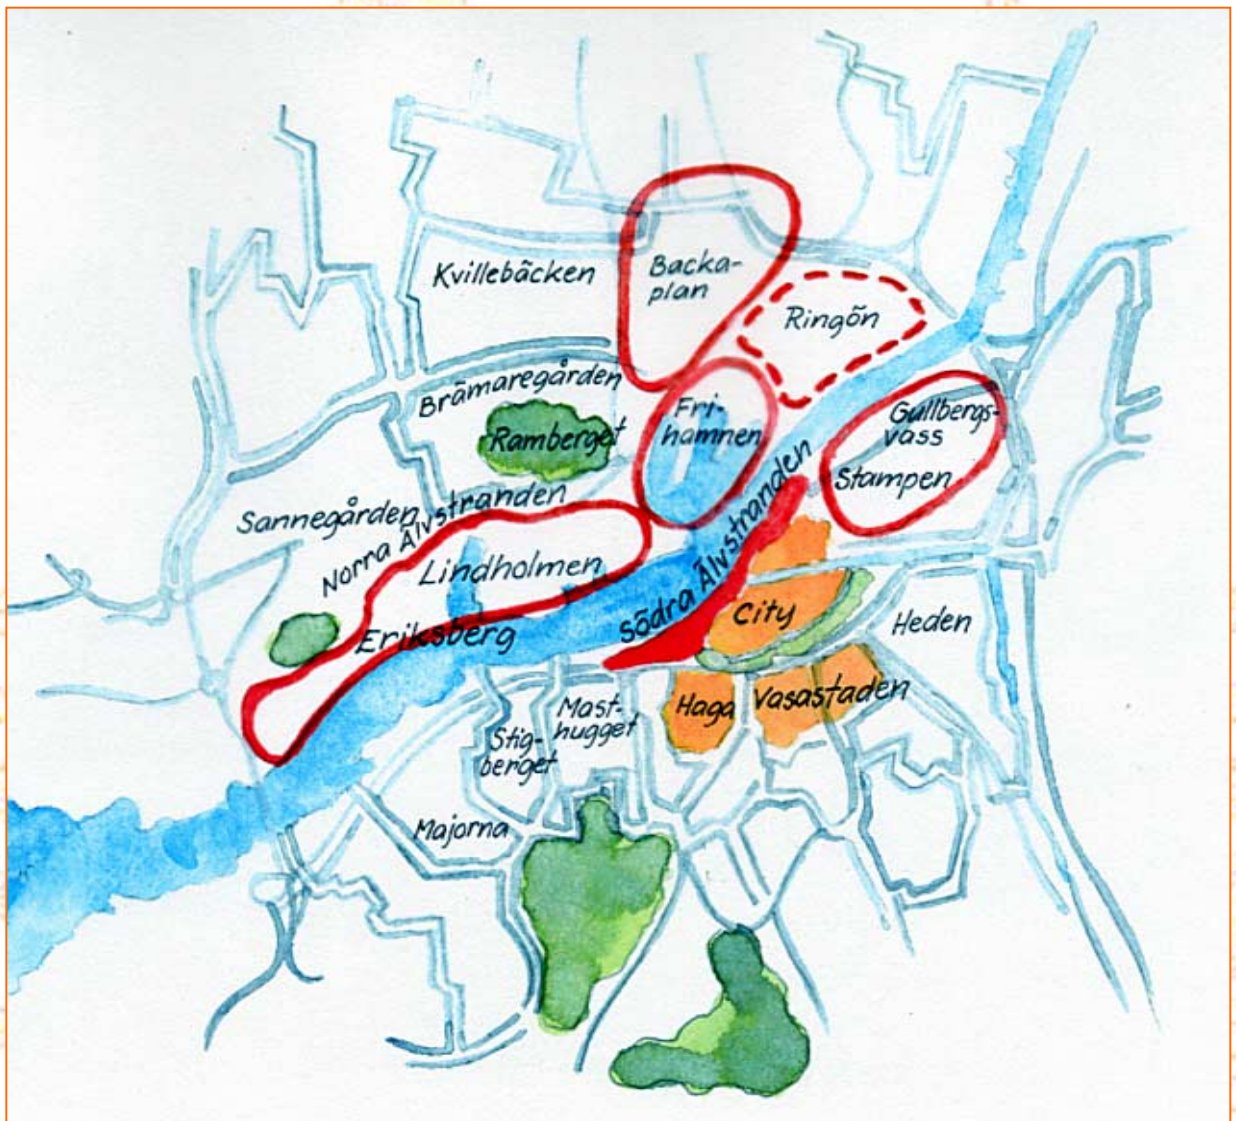 Kvillebäcken
Backa-
plan
Ringön
Brämaregården
Fri-
hamnen
Gullbergs-
vass
Ramberget
Stampen
Sannegården
Norra Älvstranden
Lindholmen
Södra Älvstranden
City
Heden
Eriksberg
Haga
Vasastaden
Mast-
hugget
Stig-
berget
Majorna